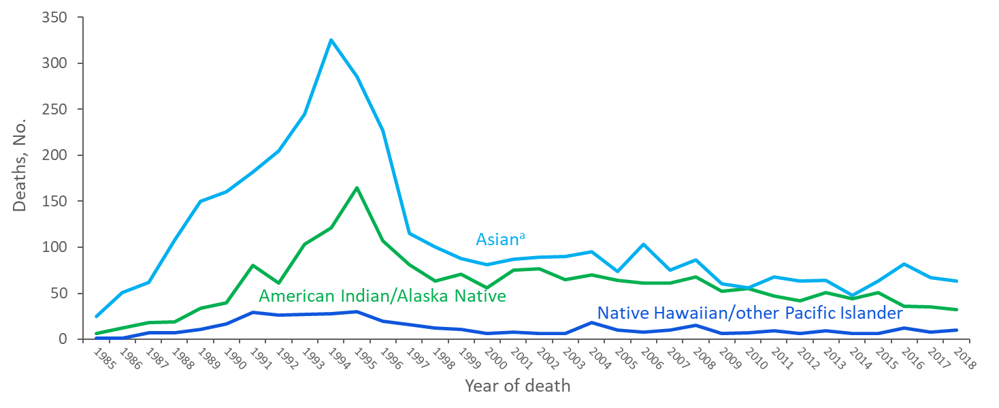 350
300
250
200
150
100
50
0
Deaths, No.
Asianᵃ
American Indian/Alaska Native
Native Hawaiian/other Pacific Islander
1985 1986 1987 1988 1989 1990 1991 1992 1993 1994 1995 1996 1997 1998 1999 2000 2001 2002 2003 2004 2005 2006 2007 2008 2009 2010 2011 2012 2013 2014 2015 2016 2017 2018
Year of death